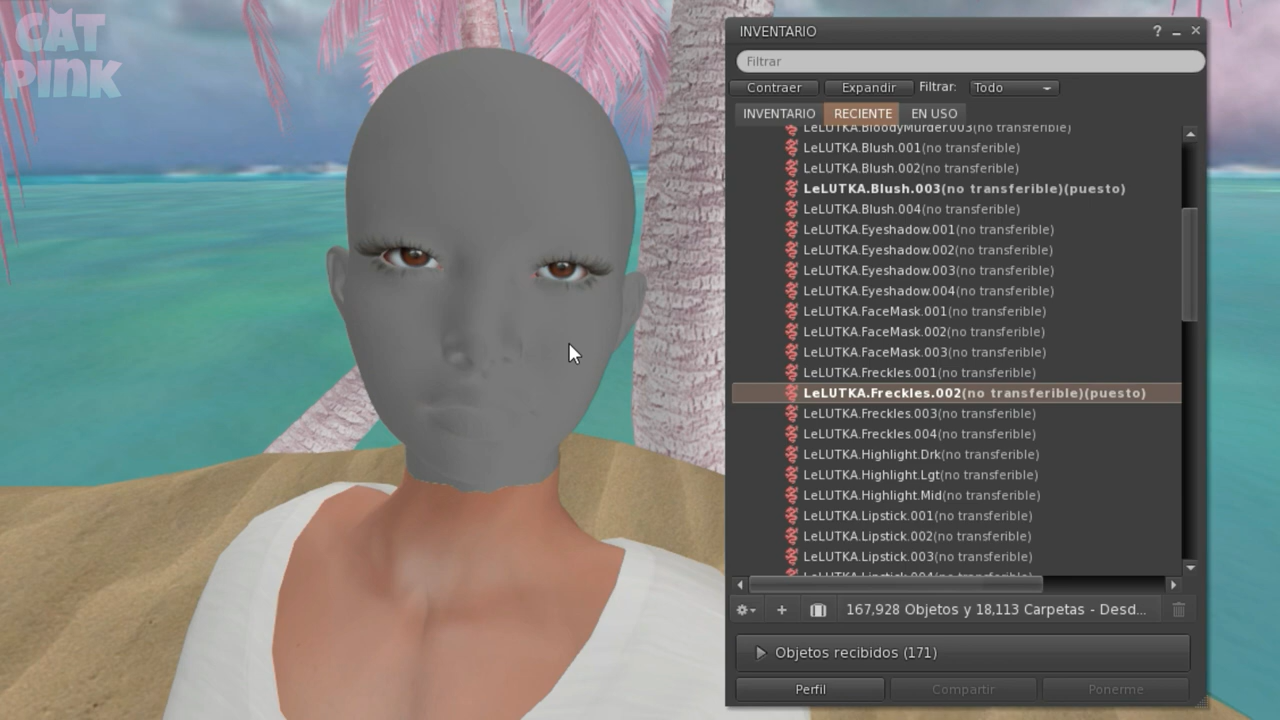 CAT
PINK
INVENTARIO
?
Filtrar
Contraer Expandir Filtrar: Todo
INVENTARIO RECIENTE EN USO
LeLUTKA.BloodyMurder.003(no transferible)
LeLUTKA.Blush.001(no transferible)
LeLUTKA.Blush.002(no transferible)
LeLUTKA.Blush.003(no transferible)(puesto)
LeLUTKA.Blush.004(no transferible)
LeLUTKA.Eyeshadow.001(no transferible)
LeLUTKA.Eyeshadow.002(no transferible)
LeLUTKA.Eyeshadow.003(no transferible)
LeLUTKA.Eyeshadow.004(no transferible)
LeLUTKA.FaceMask.001(no transferible)
LeLUTKA.FaceMask.002(no transferible)
LeLUTKA.FaceMask.003(no transferible)
LeLUTKA.Freckles.001(no transferible)
LeLUTKA.Freckles.002(no transferible)(puesto)
LeLUTKA.Freckles.003(no transferible)
LeLUTKA.Freckles.004(no transferible)
LeLUTKA.Highlight.Drk(no transferible)
LeLUTKA.Highlight.Lgt(no transferible)
LeLUTKA.Highlight.Mid(no transferible)
LeLUTKA.Lipstick.001(no transferible)
LeLUTKA.Lipstick.002(no transferible)
LeLUTKA.Lipstick.003(no transferible)
167,928 Objetos y 18,113 Carpetas - Desd...
Objetos recibidos (171)
Perfil Compartir Ponerme